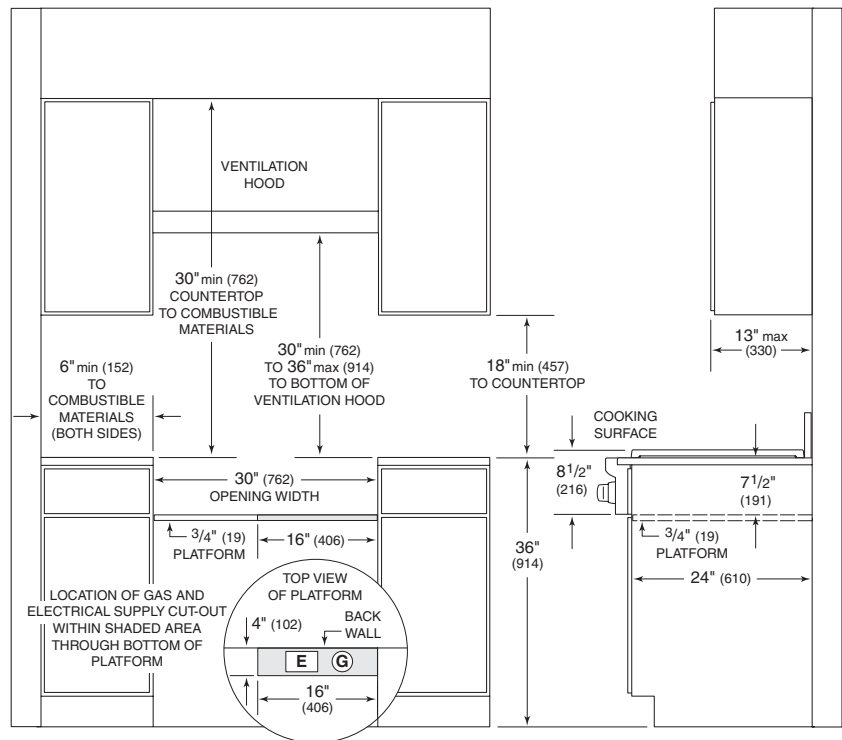 VENTILATION
HOOD
30" min (762)
COUNTERTOP
TO COMBUSTIBLE
MATERIALS
30" min (762)
TO 36" max (914)
TO BOTTOM OF
VENTILATION HOOD
6" min (152)
TO
COMBUSTIBLE
MATERIALS
(BOTH SIDES)
18" min (457)
TO COUNTERTOP
13" max
(330)
COOKING
SURFACE
30" (762)
OPENING WIDTH
8 1/2"
(216)
7 1/2"
(191)
3/4" (19)
PLATFORM
16" (406)
36"
(914)
3/4" (19)
PLATFORM
24" (610)
LOCATION OF GAS AND
ELECTRICAL SUPPLY CUT-OUT
WITHIN SHADED AREA
THROUGH BOTTOM OF
PLATFORM
TOP VIEW
OF PLATFORM
4" (102)
BACK
WALL
E G
16"
(406)